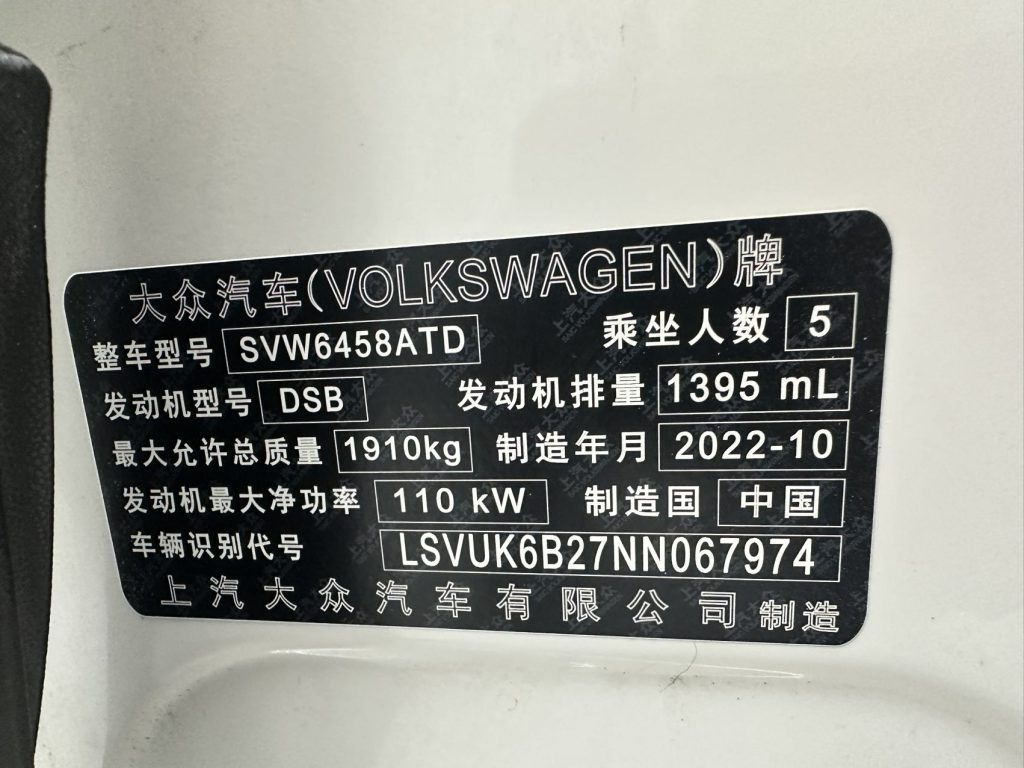 大众汽车(VOLKSWAGEN)牌
整车型号 SVW6458ATD 乘坐人数 5
发动机型号 DSB 发动机排量 1395 mL
最大允许总质量 1910kg 制造年月 2022-10
发动机最大净功率 110 kW 制造国 中国
车辆识别代号 LSVUK6B27NN067974
上汽大众汽车有限公司 制造